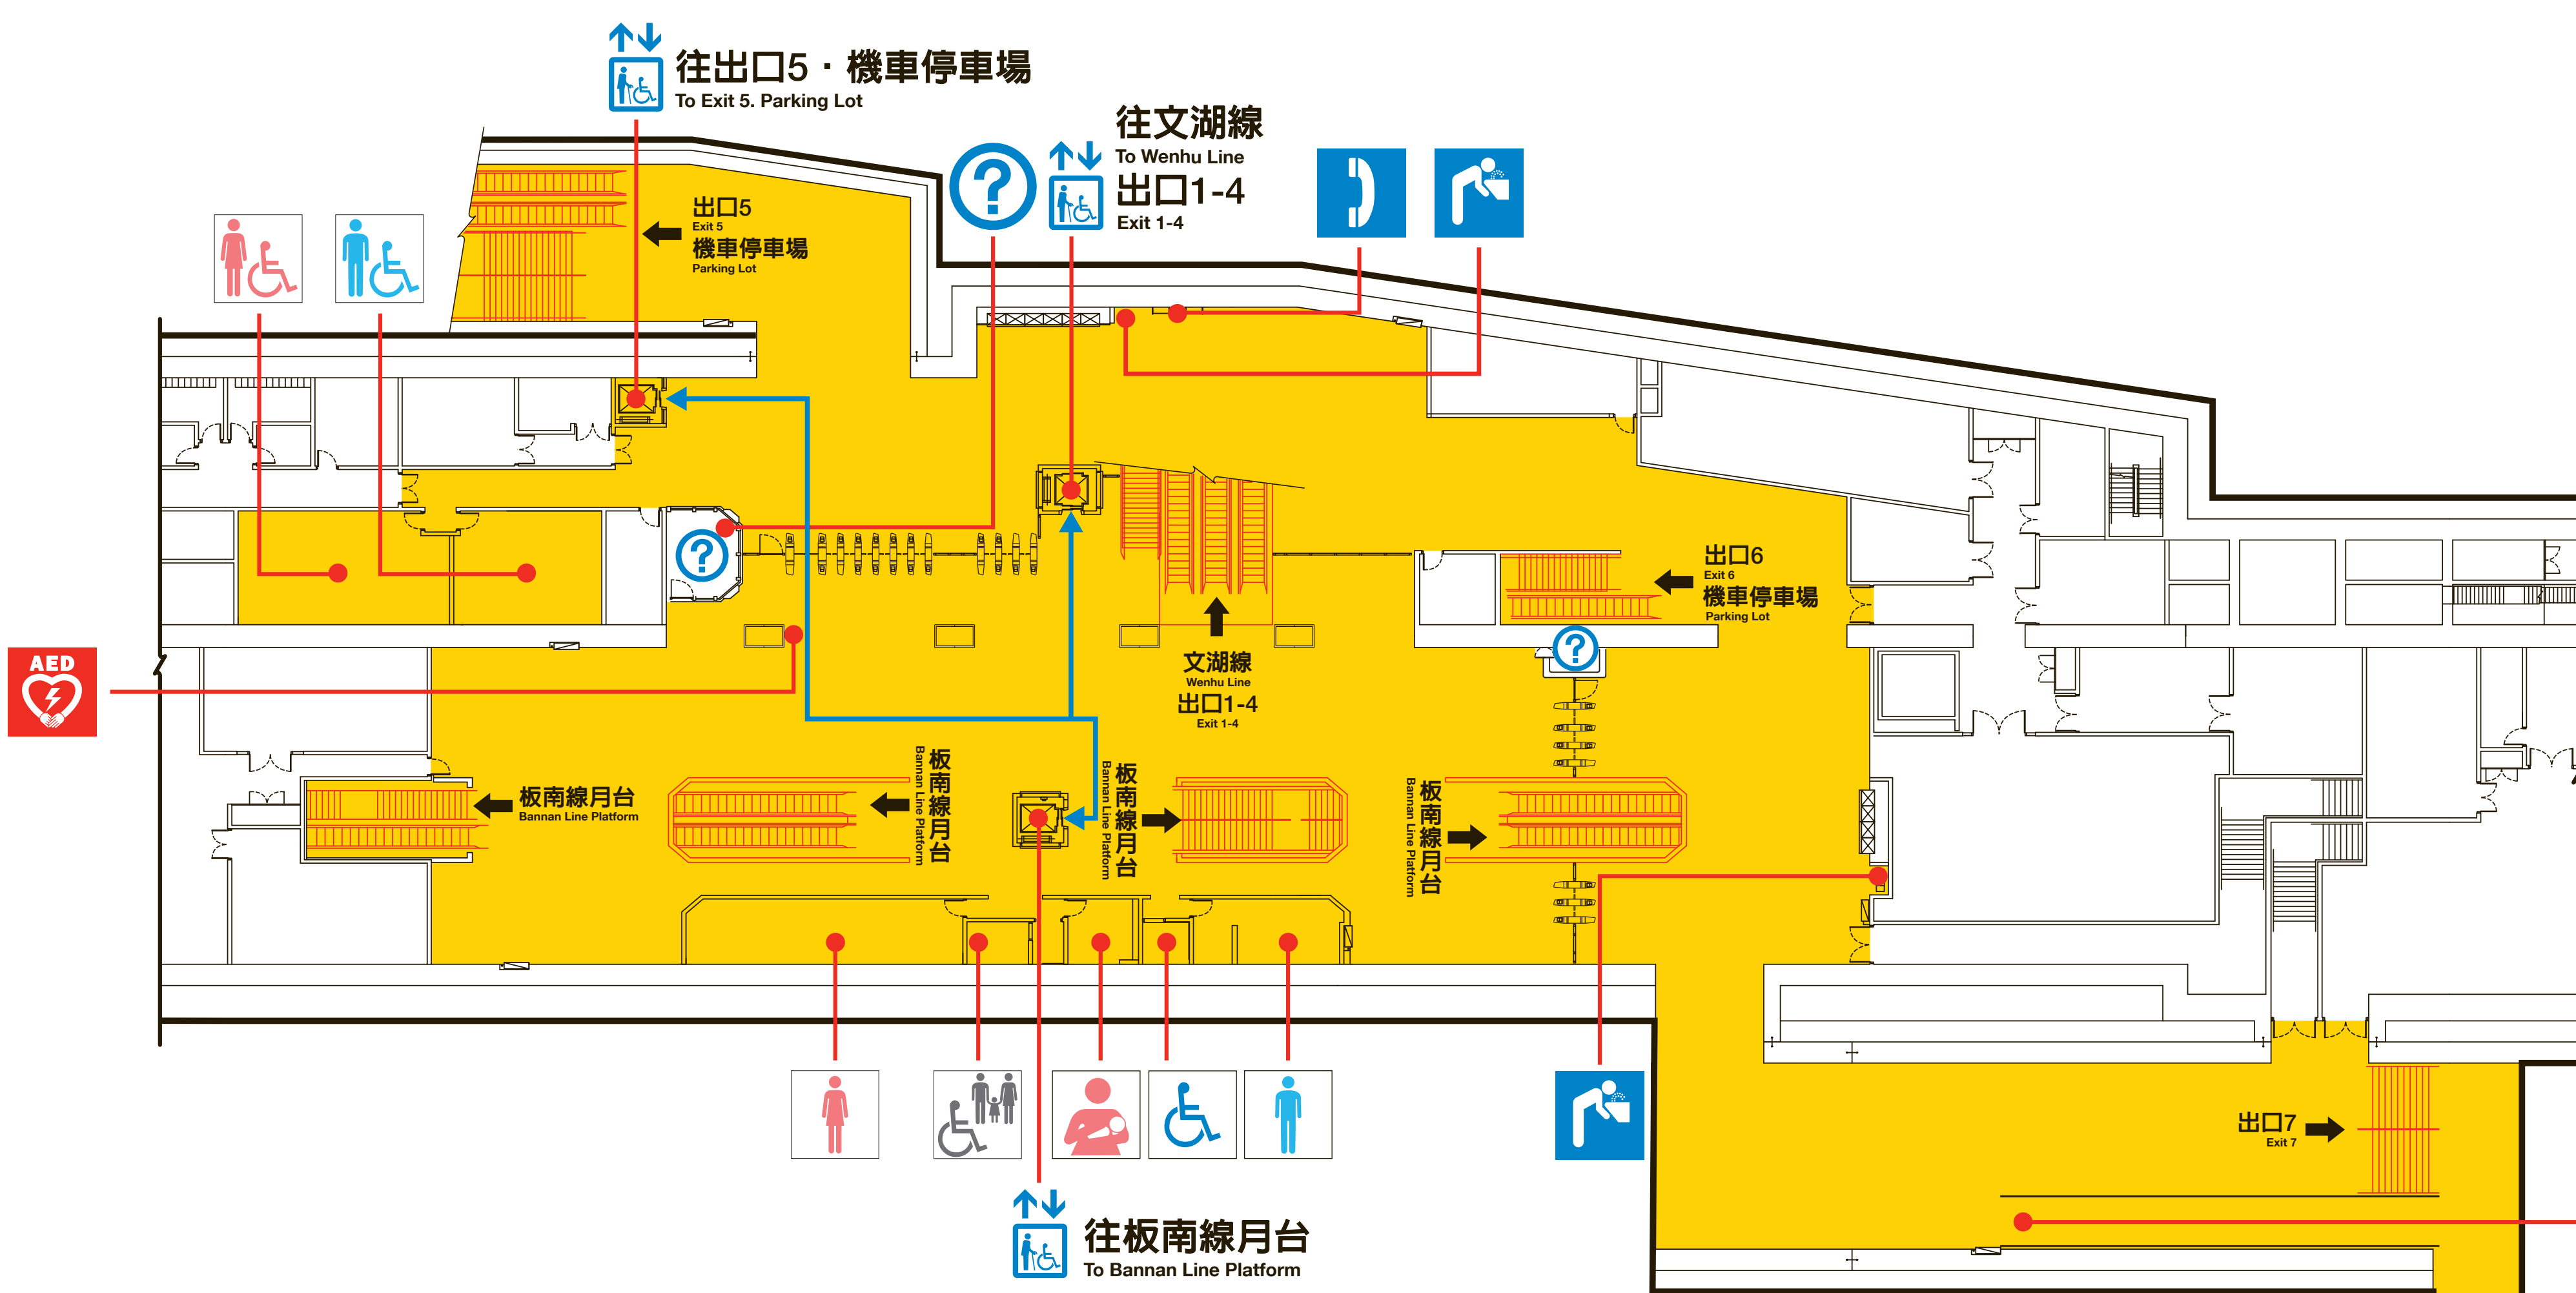 往出口5・機車停車場
To Exit 5. Parking Lot
往文湖線
To Wenhu Line
出口1-4
Exit 1-4
?
出口5
Exit 5
機車停車場
Parking Lot
?
出口6
Exit 6
機車停車場
Parking Lot
?
AED
文湖線
Wenhu Line
出口1-4
Exit 1-4
板南線月台
Bannan Line Platform
板南線月台
Bannan Line Platform
板南線月台
Bannan Line Platform
板南線月台
Bannan Line Platform
出口7
Exit 7
往板南線月台
To Bannan Line Platform